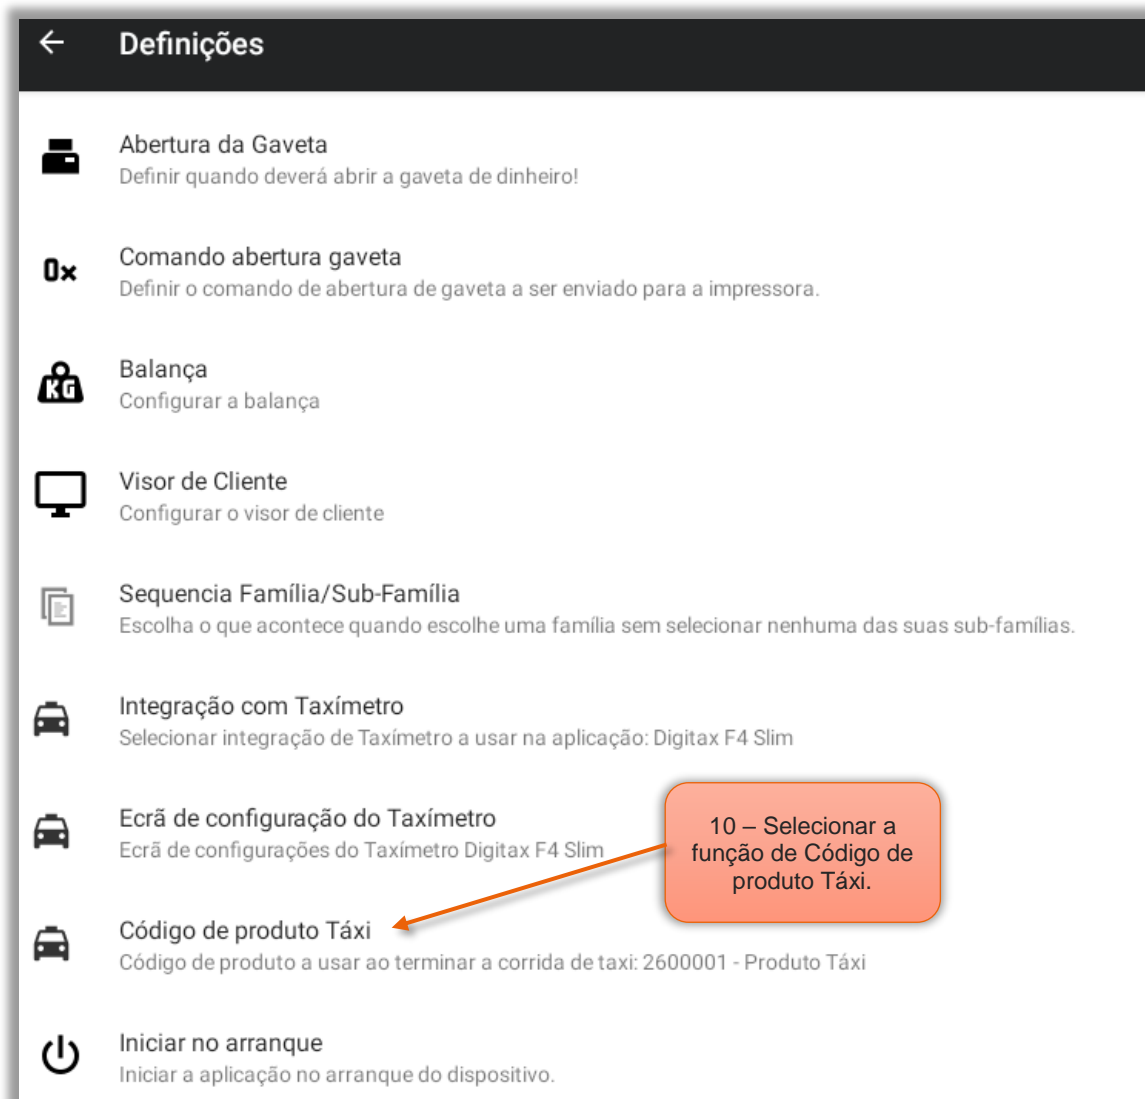 Definições
Abertura da Gaveta
Definir quando deverá abrir a gaveta de dinheiro!
0x
Comando abertura gaveta
Definir o comando de abertura de gaveta a ser enviado para a impressora.
KG
Balança
Configurar a balança
Visor de Cliente
Configurar o visor de cliente
Sequencia Família/Sub-Família
Escolha o que acontece quando escolhe uma família sem selecionar nenhuma das suas sub-famílias.
Integração com Taxímetro
Selecionar integração de Taxímetro a usar na aplicação: Digitax F4 Slim
Ecrã de configuração do Taxímetro
Ecrã de configurações do Taxímetro Digitax F4 Slim
10 – Selecionar a
função de Código de
produto Táxi.
Código de produto Táxi
Código de produto a usar ao terminar a corrida de taxi: 2600001 - Produto Táxi
Iniciar no arranque
Iniciar a aplicação no arranque do dispositivo.